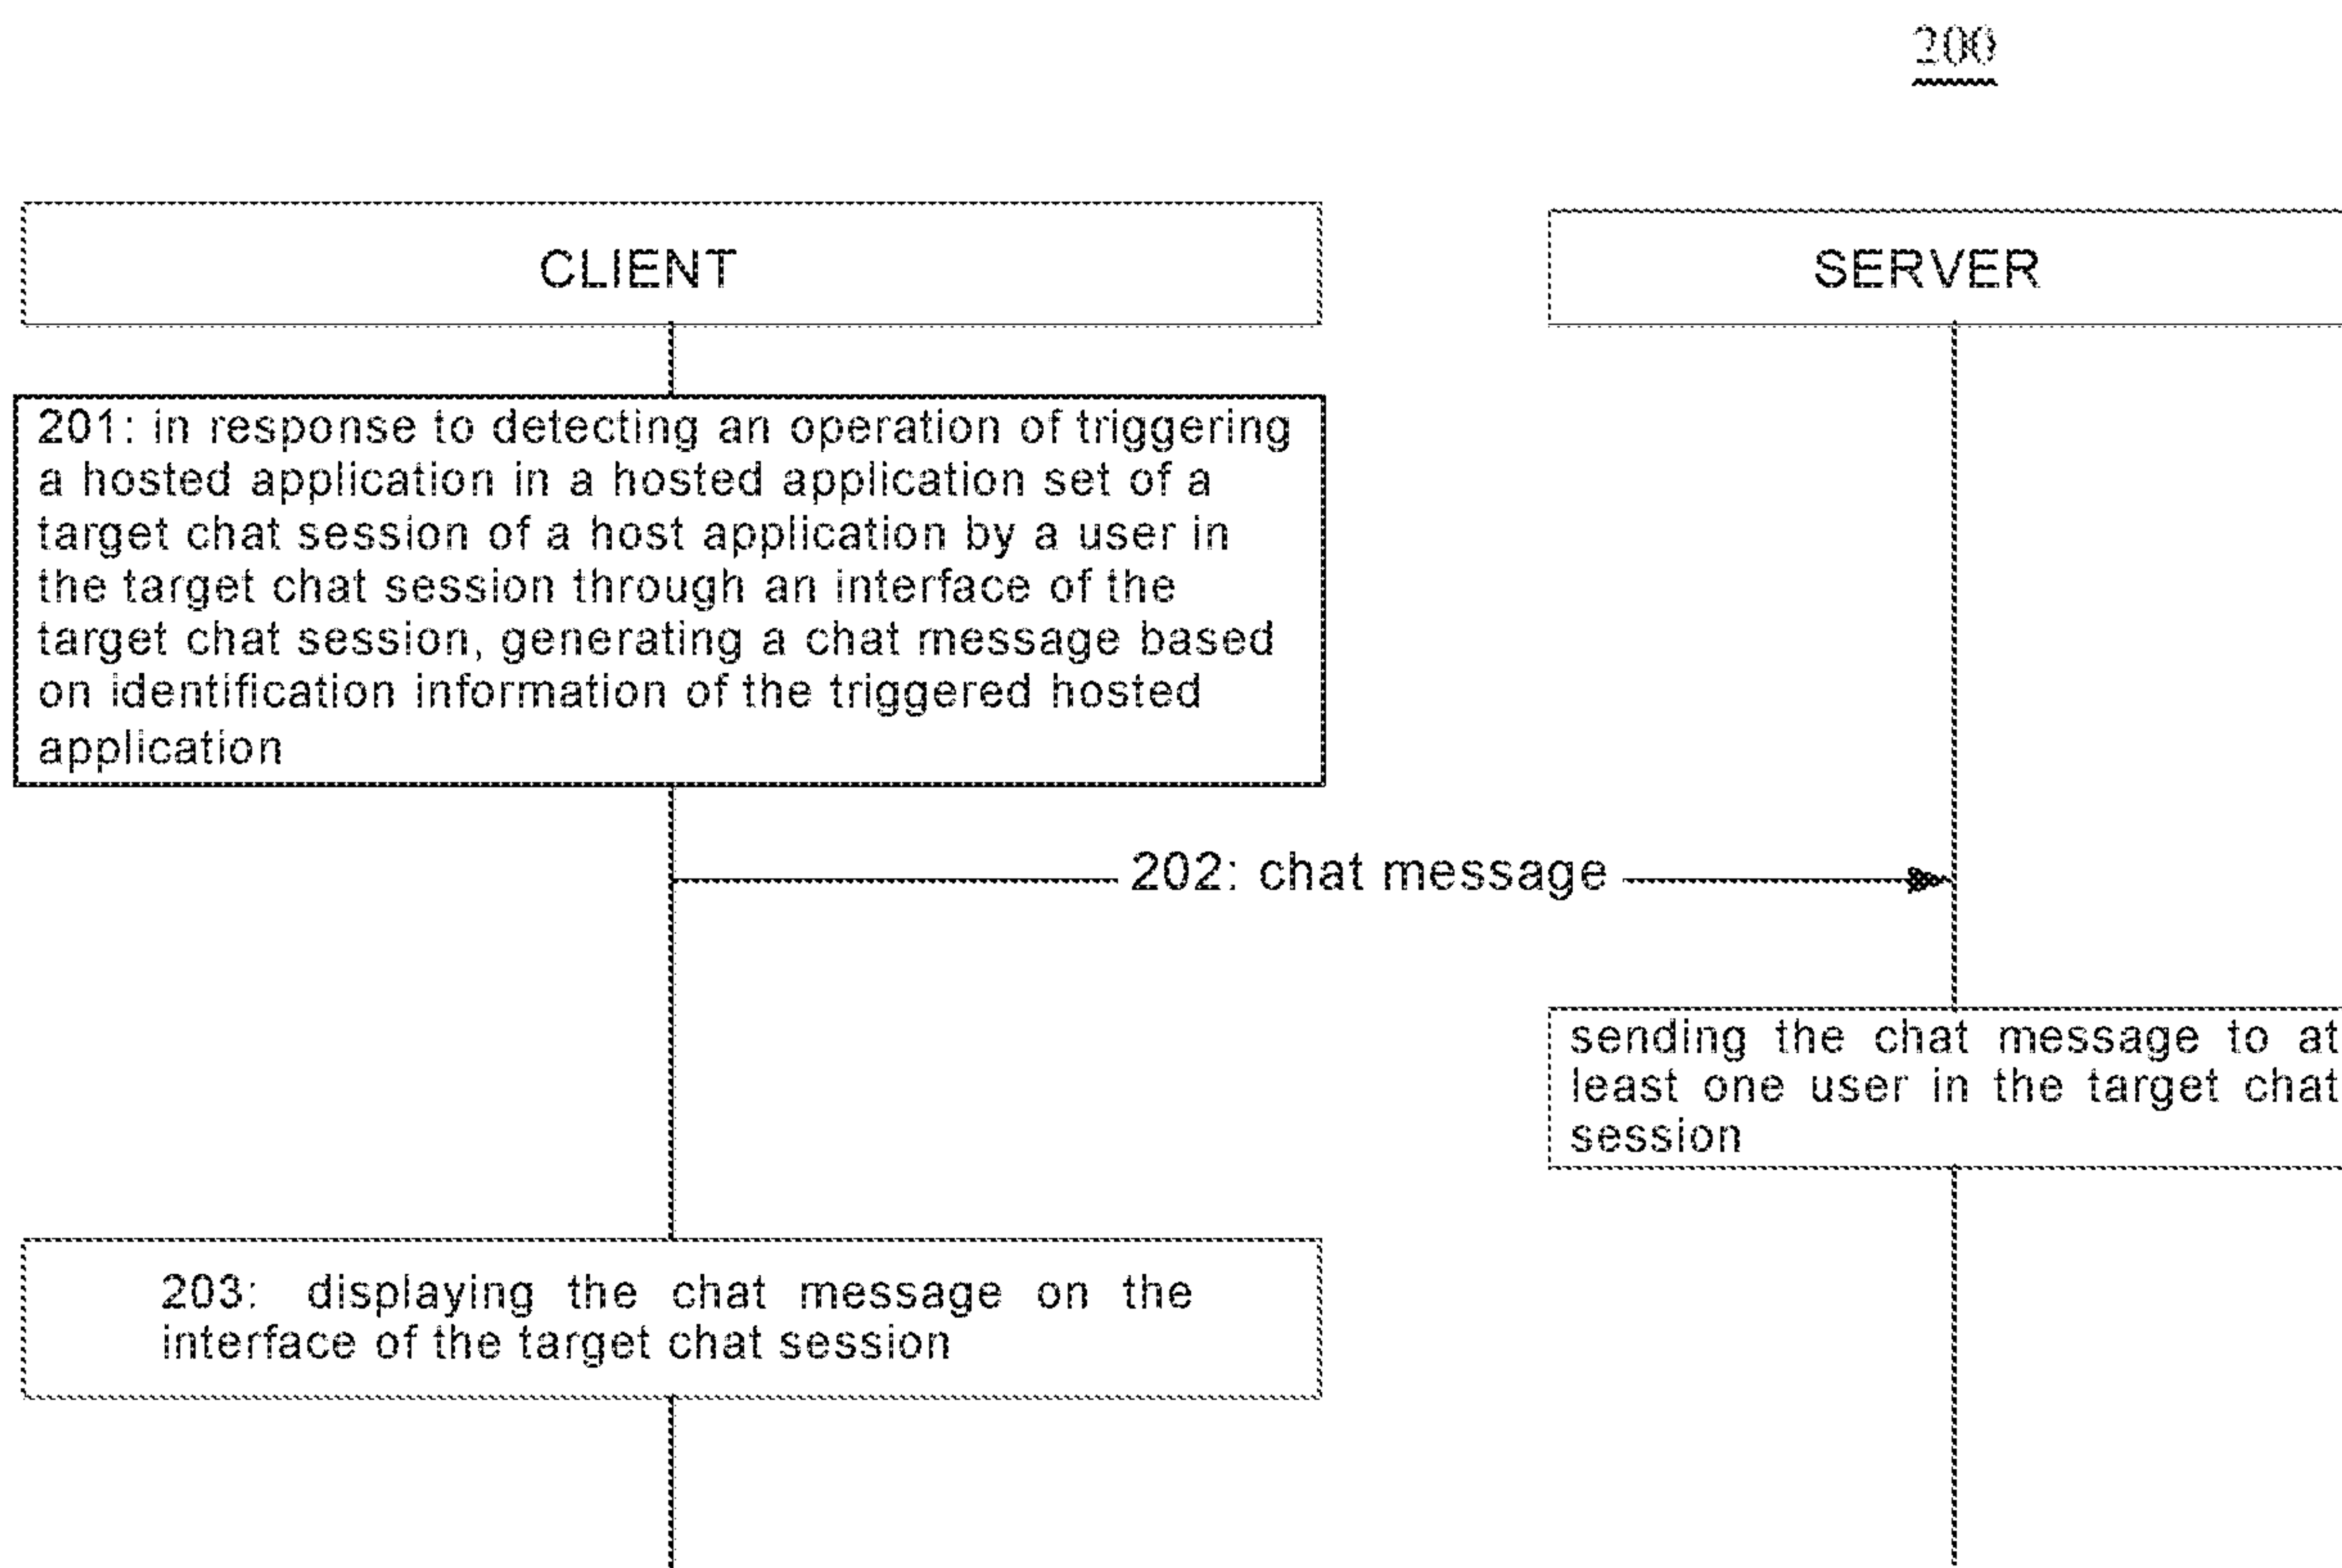 200
CLIENT
SERVER
201: in response to detecting an operation of triggering
a hosted application in a hosted application set of a
target chat session of a host application by a user in
the target chat session through an interface of the
target chat session, generating a chat message based
on identification information of the triggered hosted
application
202: chat message
sending the chat message to at
least one user in the target chat
session
203: displaying the chat message on the
interface of the target chat session